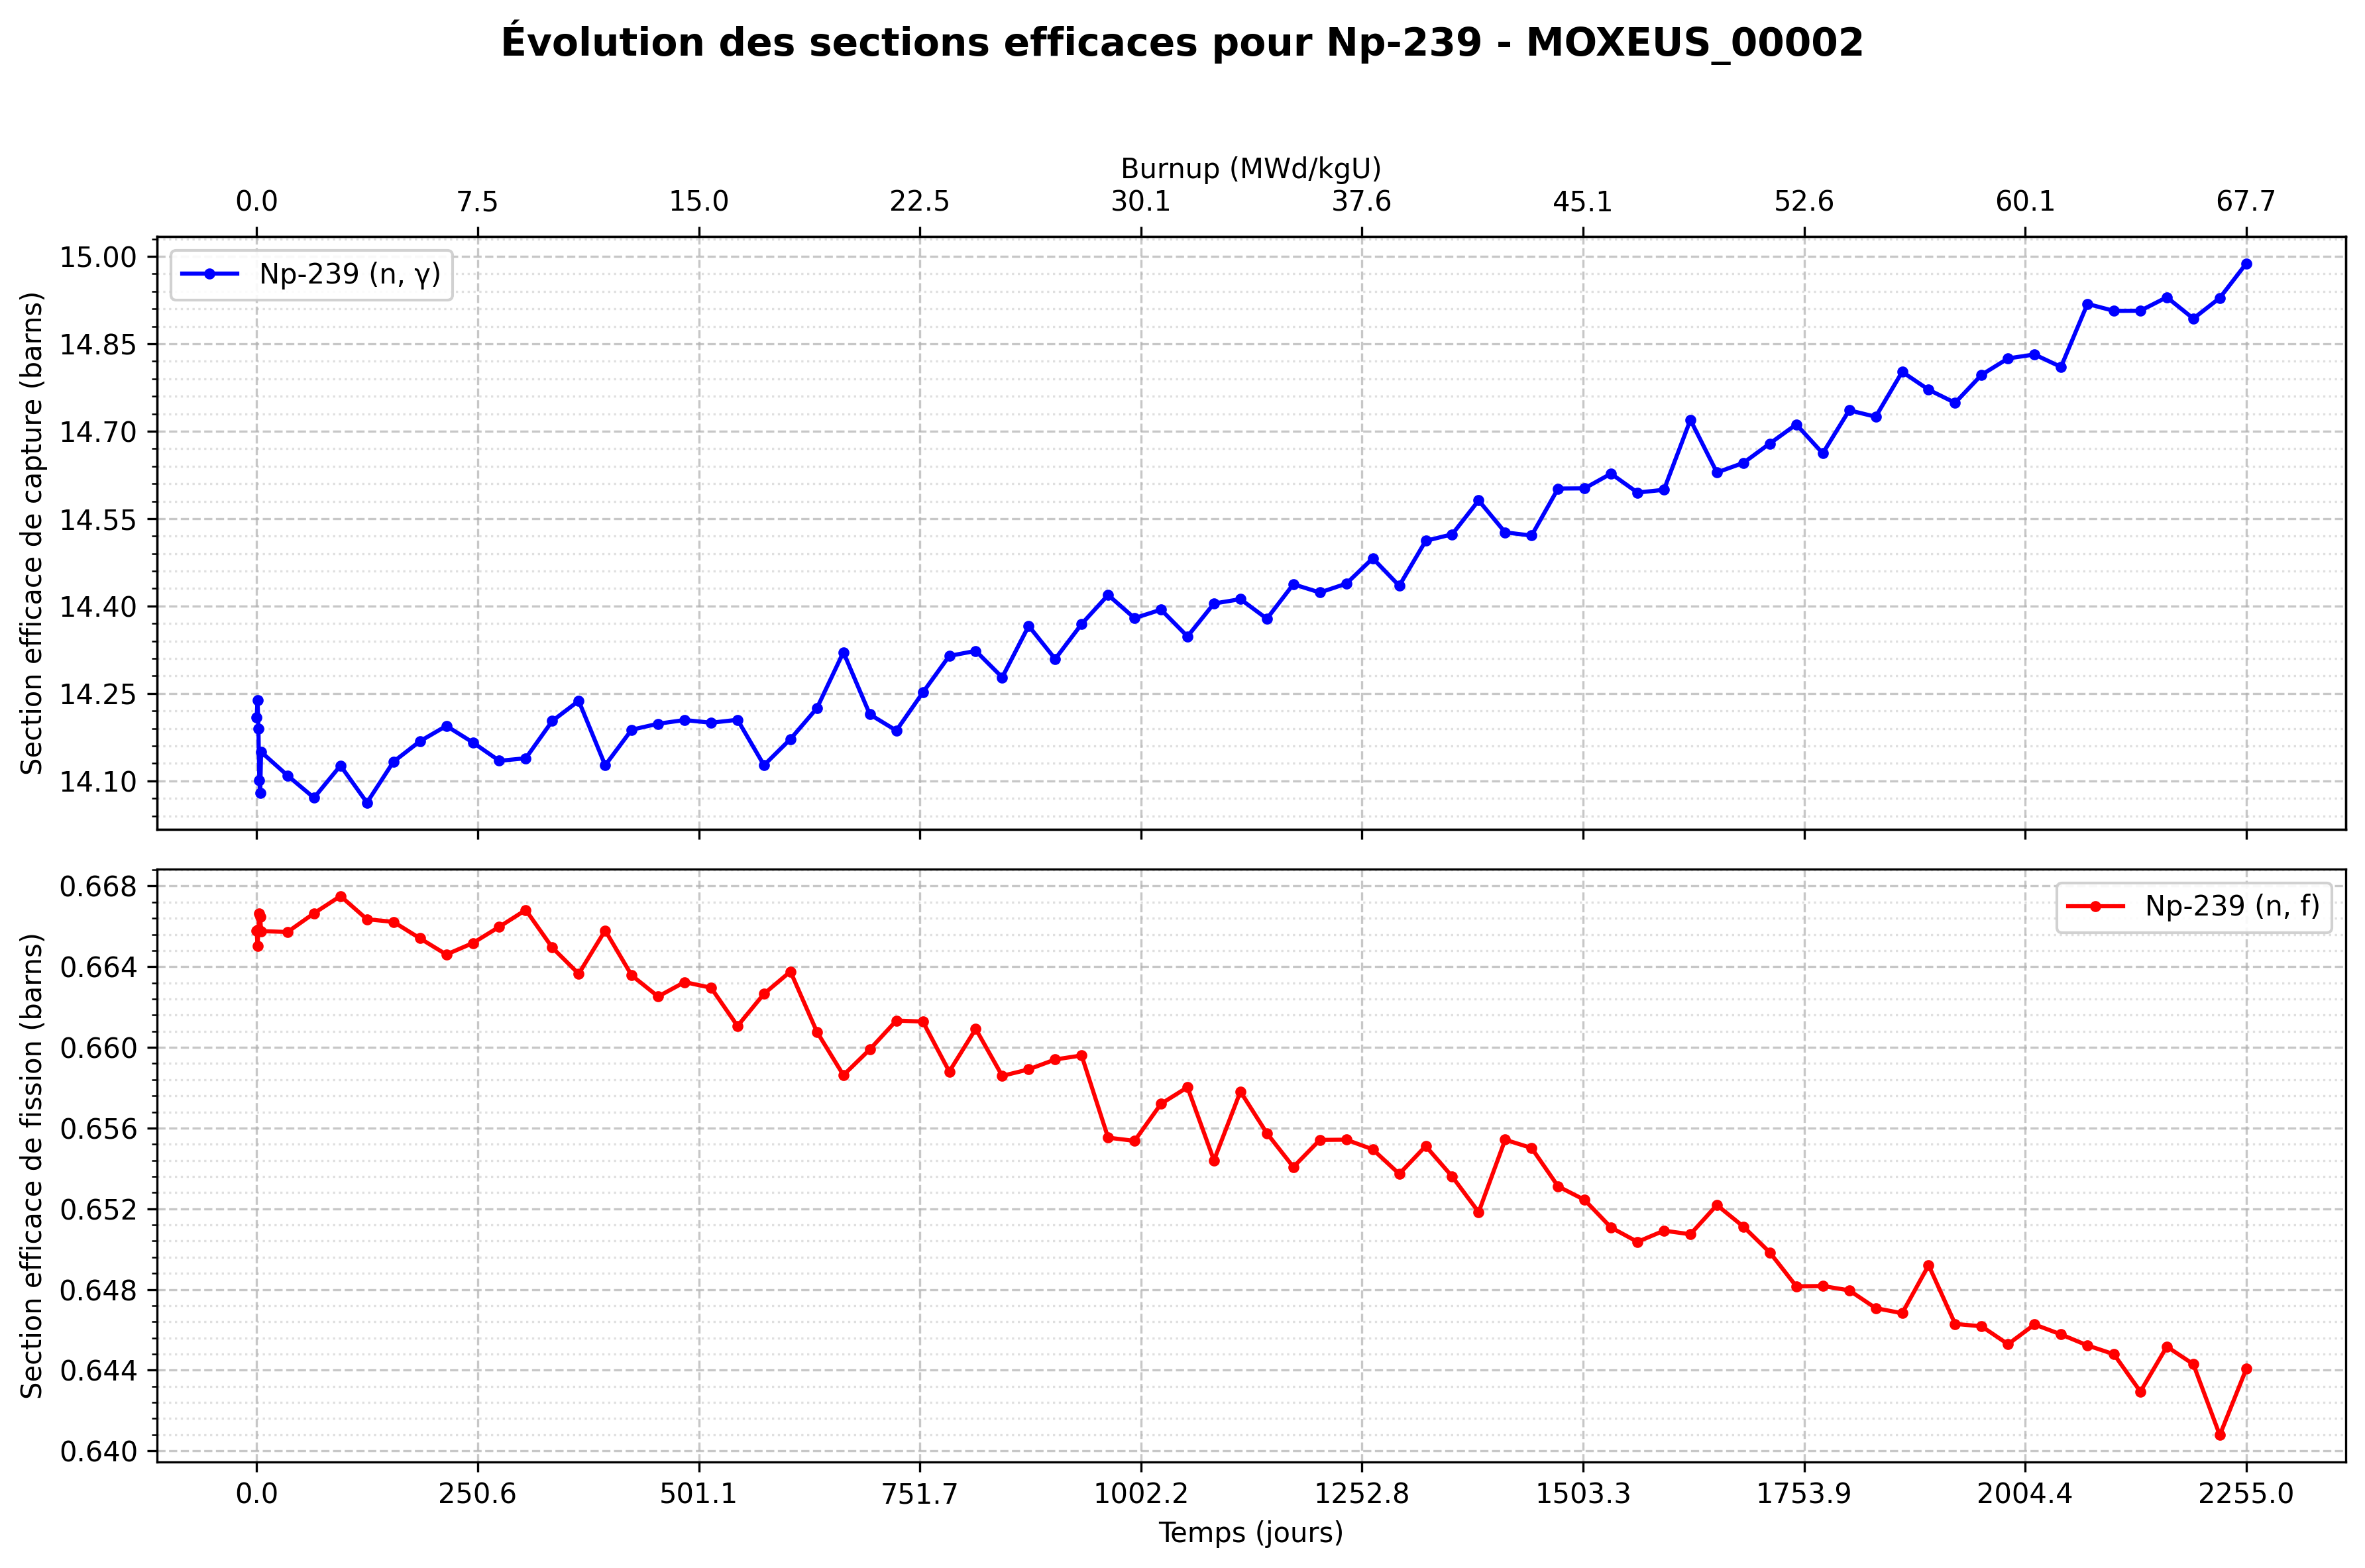 Évolution des sections efficaces pour Np-239 - MOXEUS_00002
Burnup (MWd/kgU)
0.0 7.5 15.0 22.5 30.1 37.6 45.1 52.6 60.1 67.7
Np-239 (n, γ)
Section efficace de capture (barns)
15.00
14.85
14.70
14.55
14.40
14.25
14.10
Np-239 (n, f)
Section efficace de fission (barns)
0.668
0.664
0.660
0.656
0.652
0.648
0.644
0.640
0.0 250.6 501.1 751.7 1002.2 1252.8 1503.3 1753.9 2004.4 2255.0
Temps (jours)